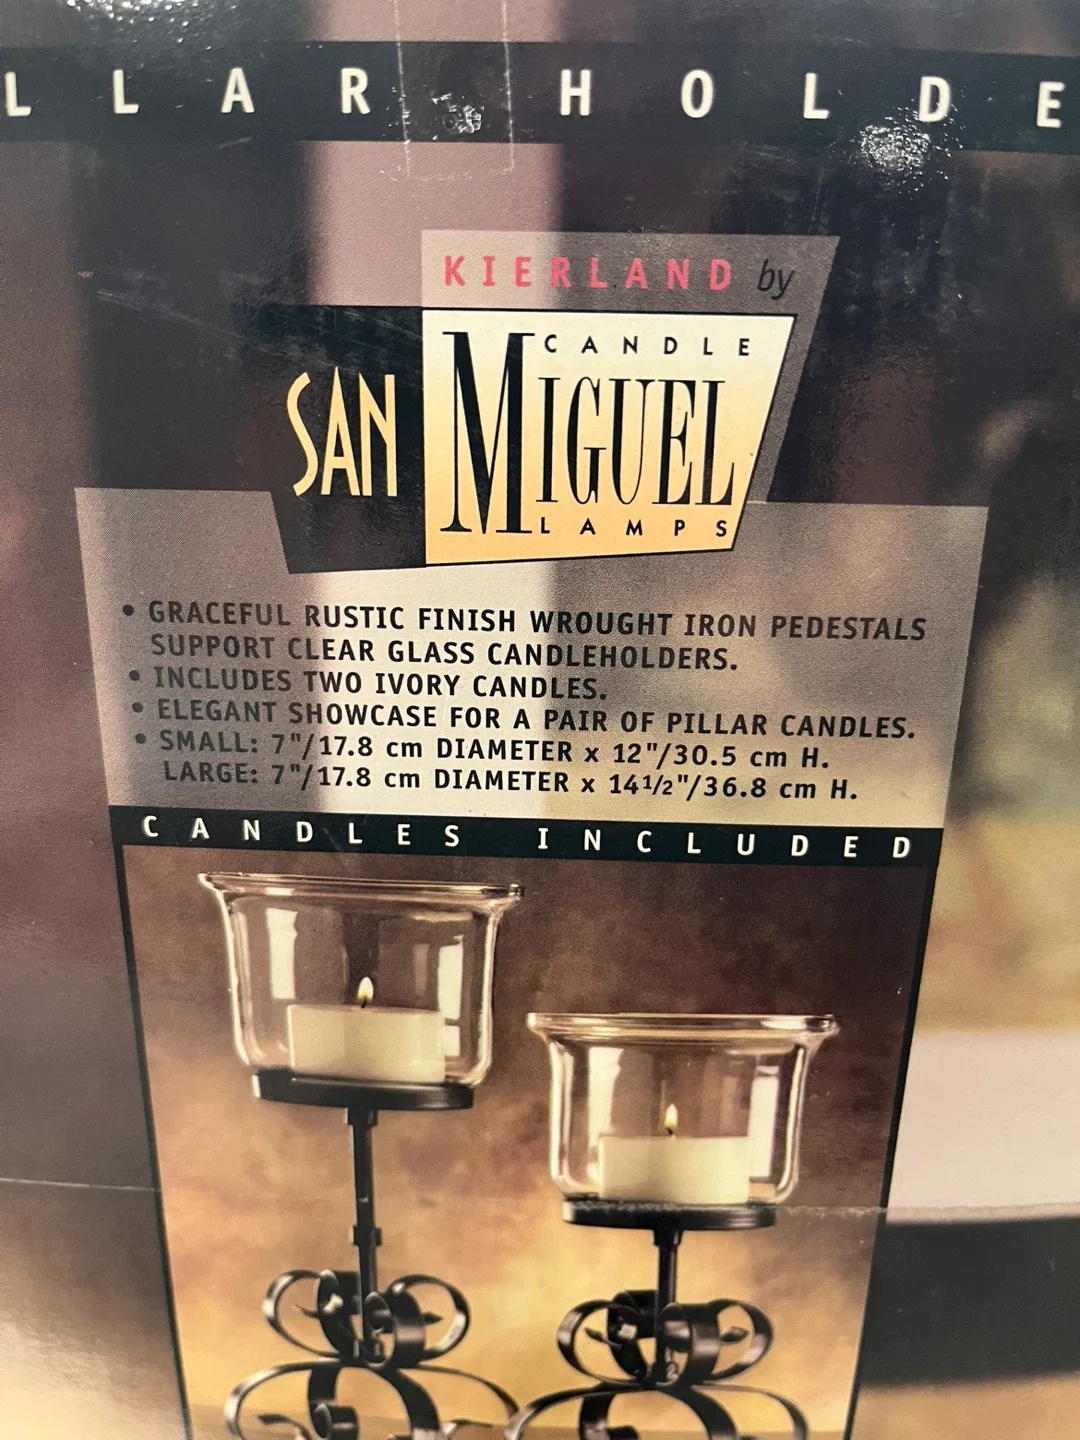 LLAR HOLDE
KIERLAND by
CANDLE
SAN MIGUEL
LAMPS
• GRACEFUL RUSTIC FINISH WROUGHT IRON PEDESTALS
SUPPORT CLEAR GLASS CANDLEHOLDERS.
• INCLUDES TWO IVORY CANDLES.
• ELEGANT SHOWCASE FOR A PAIR OF PILLAR CANDLES.
• SMALL: 7"/17.8 cm DIAMETER x 12"/30.5 cm H.
LARGE: 7"/17.8 cm DIAMETER x 14 1/2"/36.8 cm H.
CANDLES INCLUDED